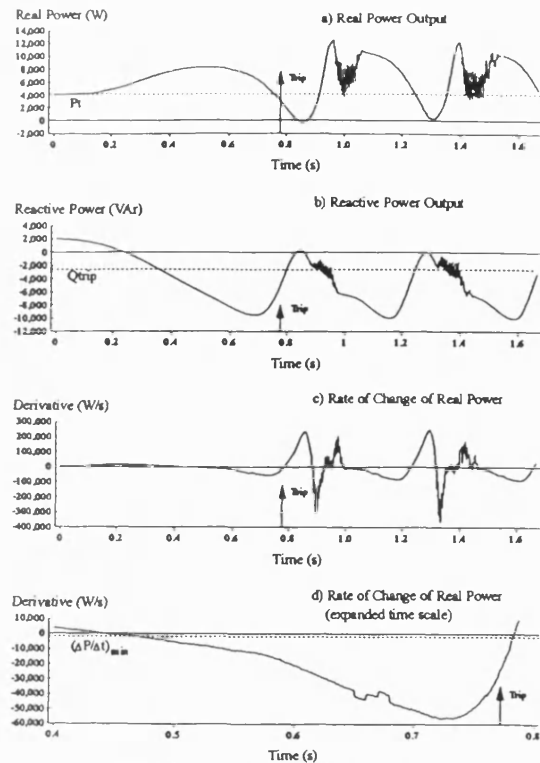 Real Power (W)
a) Real Power Output
14,000
12,000
10,000
8,000
6,000
4,000
2,000
0
-2,000
Pt
Trip
0 0.2 0.4 0.6 0.8 1.0 1.2 1.4 1.6
Time (s)
Reactive Power (VAr)
b) Reactive Power Output
4,000
2,000
0
-2,000
-4,000
-6,000
-8,000
-10,000
-12,000
Qtrip
Trip
0 0.2 0.4 0.6 0.8 1 1.2 1.4 1.6
Time (s)
Derivative (W/s)
c) Rate of Change of Real Power
300,000
200,000
100,000
0
-100,000
-200,000
-300,000
-400,000
Trip
0 0.2 0.4 0.6 0.8 1 1.2 1.4 1.6
Time (s)
Derivative (W/s)
d) Rate of Change of Real Power
(expanded time scale)
10,000
0
-10,000
-20,000
-30,000
-40,000
-50,000
-60,000
(ΔP/Δt)min
Trip
0.4 0.5 0.6 0.7 0.8
Time (s)